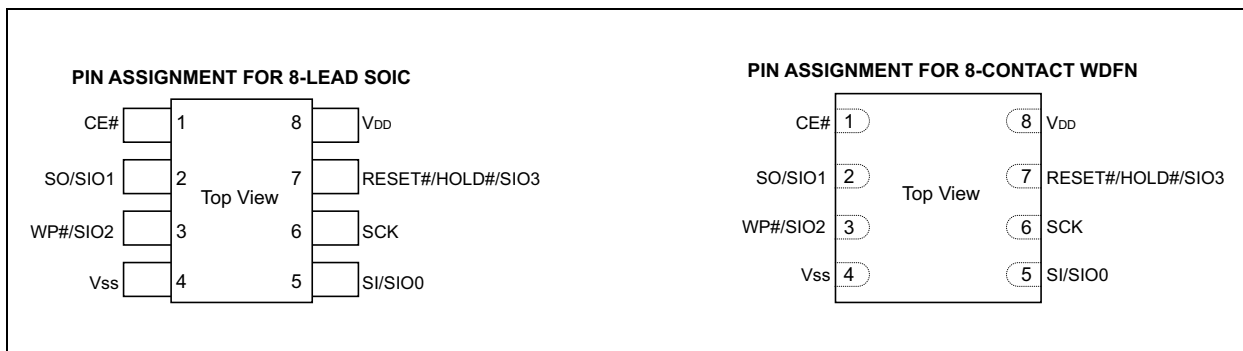 PIN ASSIGNMENT FOR 8-LEAD SOIC
CE# 1 8 VDD
SO/SIO1 2 7 RESET#/HOLD#/SIO3
Top View
WP#/SIO2 3 6 SCK
Vss 4 5 SI/SIO0
PIN ASSIGNMENT FOR 8-CONTACT WDFN
CE# 1 8 VDD
SO/SIO1 2 7 RESET#/HOLD#/SIO3
Top View
WP#/SIO2 3 6 SCK
Vss 4 5 SI/SIO0